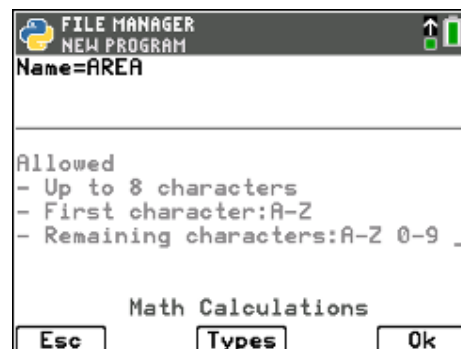 FILE MANAGER
NEW PROGRAM
Name=AREA
Allowed
- Up to 8 characters
- First character:A-Z
- Remaining characters:A-Z 0-9 _
Math Calculations
Esc Types Ok